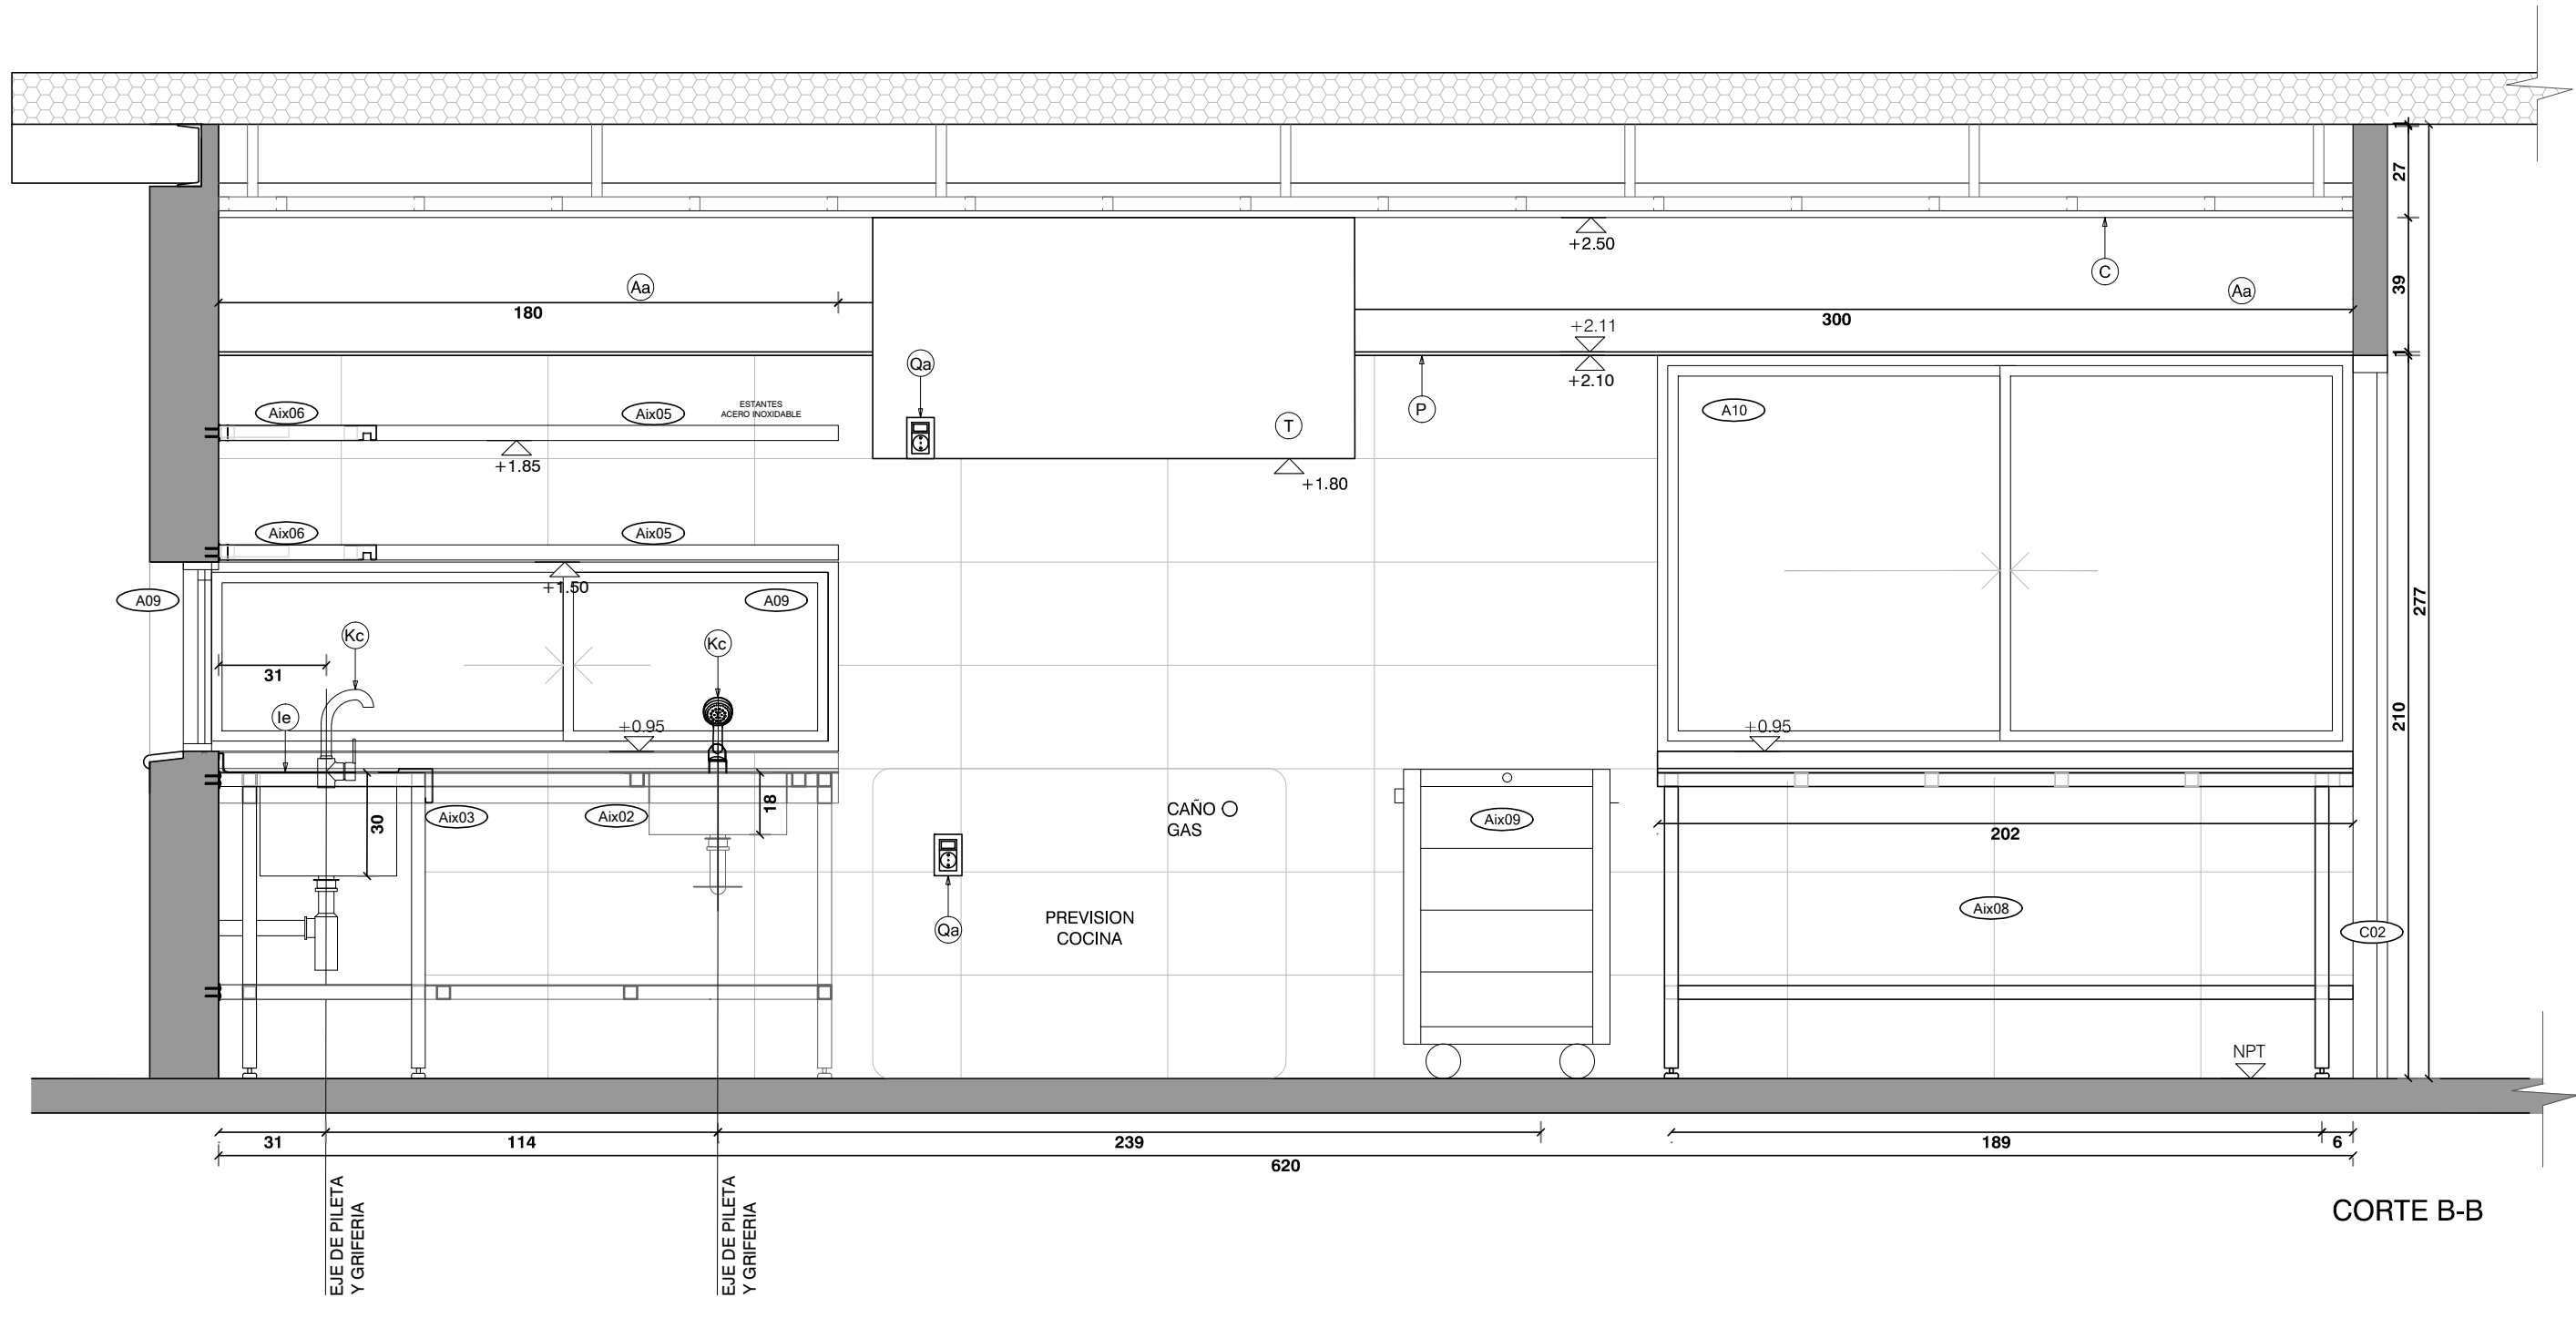 27
+2.50
C
39
Aa
Aa
180
300
+2.11
+2.10
Qa
P
A10
Aix06
Aix05
ESTANTES
ACERO INOXIDABLE
T
+1.85
+1.80
Aix06
Aix05
+1.50
A09
A09
277
Kc
Kc
31
Ie
+0.95
+0.95
210
30
Aix03
Aix02
18
CAÑO
GAS
Aix09
202
Qa
PREVISION
COCINA
Aix08
C02
NPT
31
114
239
189
6
620
EJE DE PILETA
Y GRIFERIA
EJE DE PILETA
Y GRIFERIA
CORTE B-B